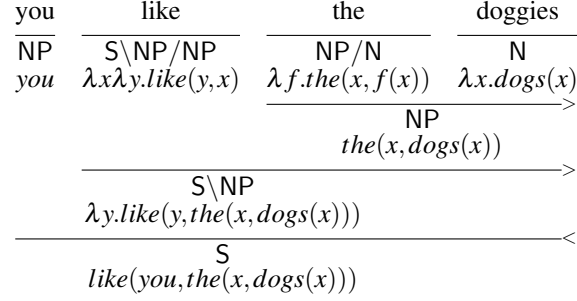 you like the doggies
NP S\NP/NP NP/N N
you λxλy.like(y,x) λf.the(x, f(x)) λx.dogs(x)
>
NP
the(x,dogs(x))
>
S\NP
λy.like(y,the(x,dogs(x)))
<
S
like(you,the(x,dogs(x)))